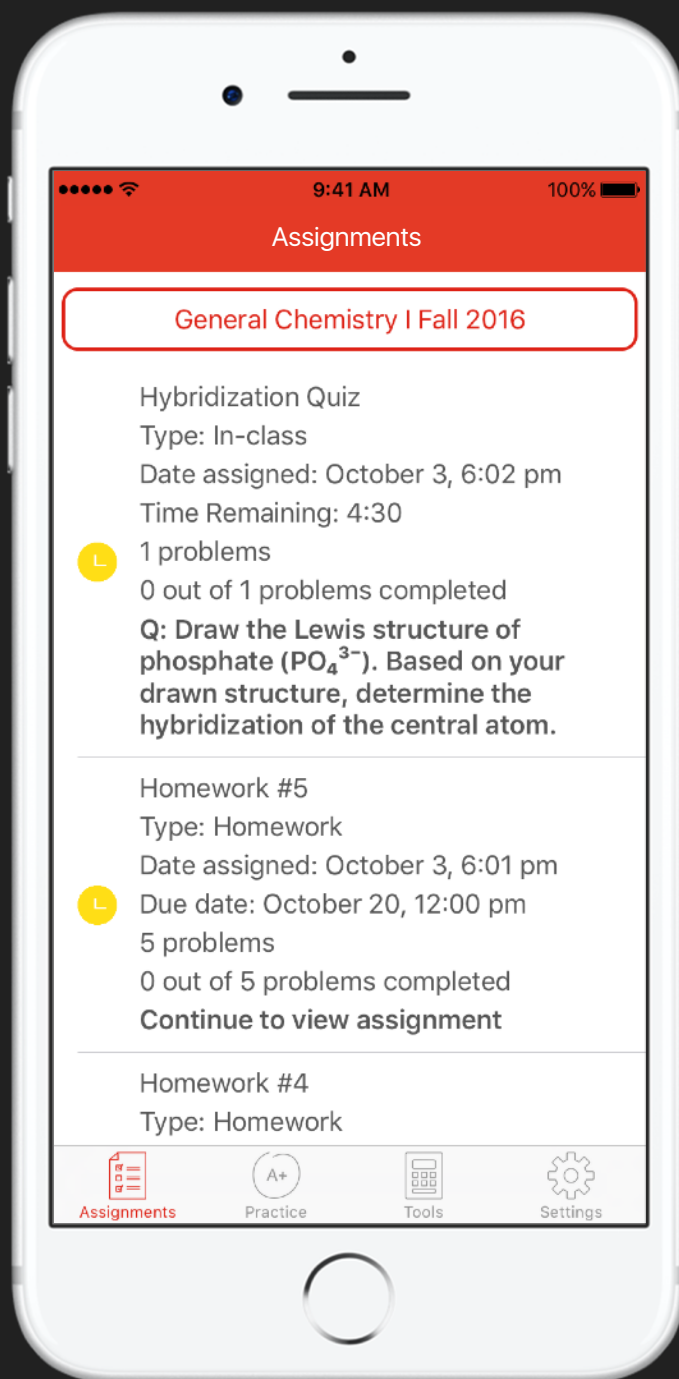 9:41 AM
100%
Assignments
General Chemistry I Fall 2016
Hybridization Quiz
Type: In-class
Date assigned: October 3, 6:02 pm
Time Remaining: 4:30
1 problems
0 out of 1 problems completed
Q: Draw the Lewis structure of
phosphate (PO₄³⁻). Based on your
drawn structure, determine the
hybridization of the central atom.
Homework #5
Type: Homework
Date assigned: October 3, 6:01 pm
Due date: October 20, 12:00 pm
5 problems
0 out of 5 problems completed
Continue to view assignment
Homework #4
Type: Homework
A+
Assignments
Practice
Tools
Settings